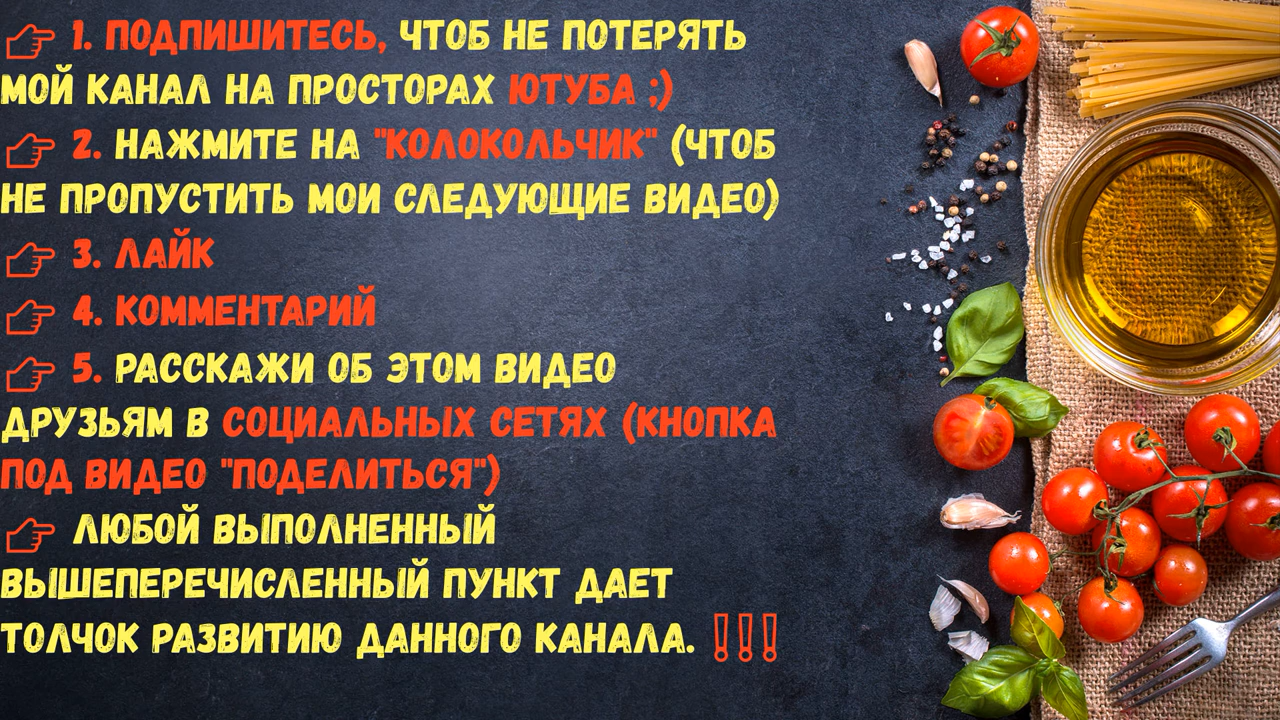 👉 1. ПОДПИШИТЕСЬ, ЧТОБ НЕ ПОТЕРЯТЬ
МОЙ КАНАЛ НА ПРОСТОРАХ ЮТУБА ;)
👉 2. НАЖМИТЕ НА "КОЛОКОЛЬЧИК" (ЧТОБ
НЕ ПРОПУСТИТЬ МОИ СЛЕДУЮЩИЕ ВИДЕО)
👉 3. ЛАЙК
👉 4. КОММЕНТАРИЙ
👉 5. РАССКАЖИ ОБ ЭТОМ ВИДЕО
ДРУЗЬЯМ В СОЦИАЛЬНЫХ СЕТЯХ (КНОПКА
ПОД ВИДЕО "ПОДЕЛИТЬСЯ")
👉 ЛЮБОЙ ВЫПОЛНЕННЫЙ
ВЫШЕПЕРЕЧИСЛЕННЫЙ ПУНКТ ДАЕТ
ТОЛЧОК РАЗВИТИЮ ДАННОГО КАНАЛА. ❗❗❗